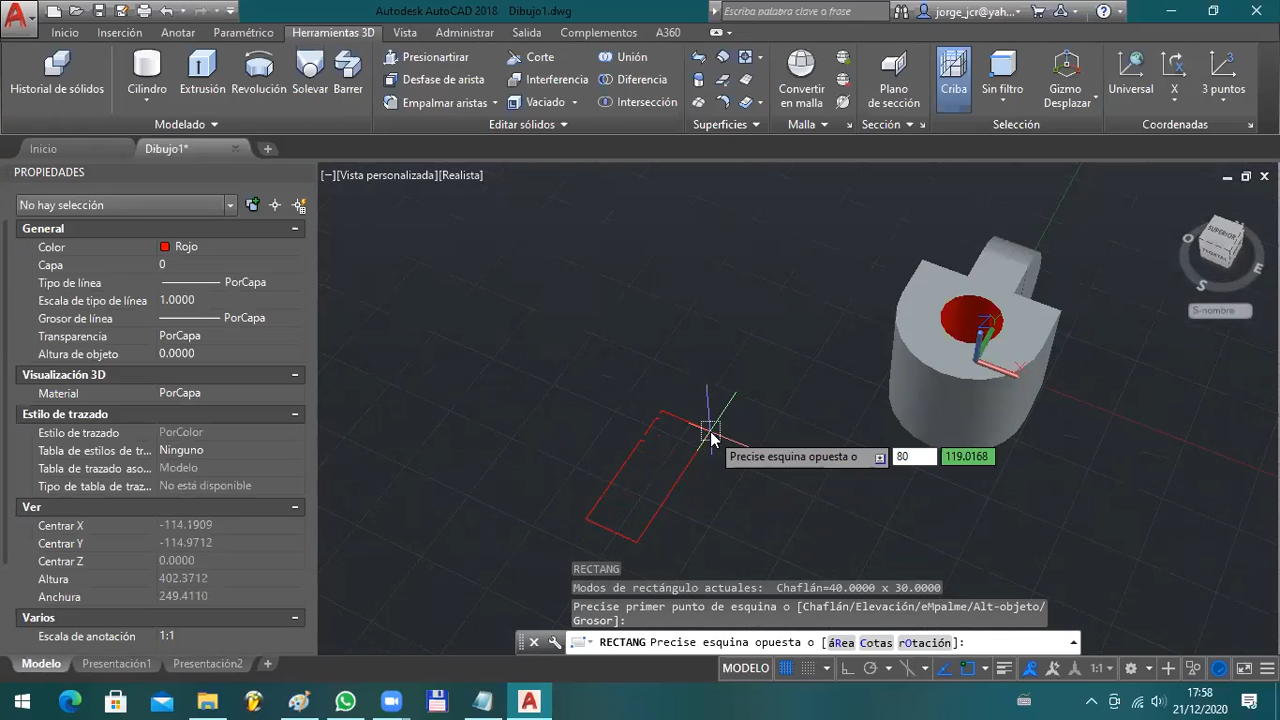 Autodesk AutoCAD 2018 Dibujo1.dwg
Escriba palabra clave o frase
jorge_jcr@yah...
Inicio Inserción Anotar Paramétrico Herramientas 3D Vista Administrar Salida Complementos A360
Historial de sólidos
Cilindro
Extrusión
Revolución
Solevar
Barrer
Presionartirar
Desfase de arista
Empalmar aristas
Corte
Interferencia
Vaciado
Unión
Diferencia
Intersección
Convertir
en malla
Plano
de sección
Criba
Sin filtro
Gizmo
Desplazar
Universal
X
3 puntos
Modelado
Editar sólidos
Superficies
Malla
Sección
Selección
Coordenadas
Inicio
Dibujo1*
PROPIEDADES
No hay selección
General
Color Rojo
Capa 0
Tipo de línea PorCapa
Escala de tipo de línea 1.0000
Grosor de línea PorCapa
Transparencia PorCapa
Altura de objeto 0.0000
Visualización 3D
Material PorCapa
Estilo de trazado
Estilo de trazado PorColor
Tabla de estilos de t... Ninguno
Espacio de tabla de t... Modelo
Tipo de tabla de traz... No está disponible
Ver
Centrar X -114.1909
Centrar Y -114.9712
Centrar Z 0.0000
Altura 402.3712
Anchura 249.4110
Varios
Escala de anotación 1:1
[−][Vista personalizada][Realista]
SUPERIOR
O
E
S
S-nombre
Z
Y
X
Precise esquina opuesta o 80 119.0168
RECTANG
Modos de rectángulo actuales: Chaflán=40.0000 x 30.0000
Precise primer punto de esquina o [Chaflán/Elevación/eMpalme/Alt-objeto/
Grosor]:
RECTANG Precise esquina opuesta o [áRea Cotas rOtación]:
Modelo Presentación1 Presentación2
MODELO
1:1
17:58
21/12/2020